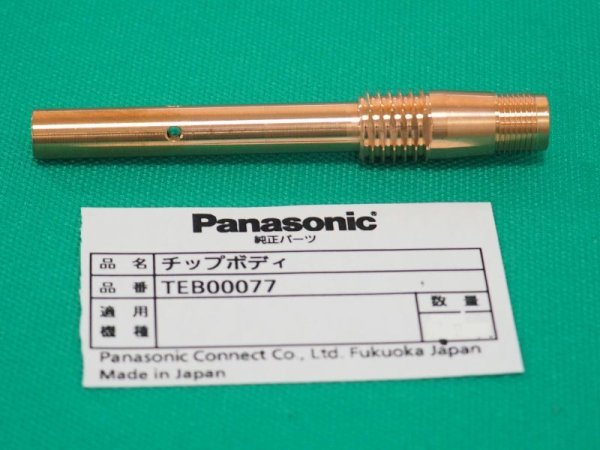 Panasonic
純正パーツ
品名 チップボディ
品番 TEB00077
適用機種 数量
Panasonic Connect Co., Ltd. Fukuoka Japan
Made in Japan